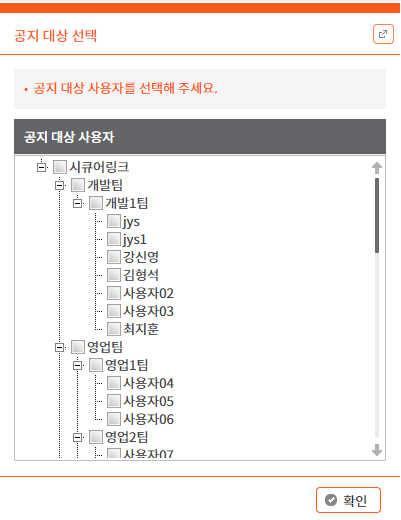 공지 대상 선택
• 공지 대상 사용자를 선택해 주세요.
공지 대상 사용자
시큐어링크
개발팀
개발1팀
jys
jys1
강신영
김형석
사용자02
사용자03
최지훈
영업팀
영업1팀
사용자04
사용자05
사용자06
영업2팀
사용자07
확인